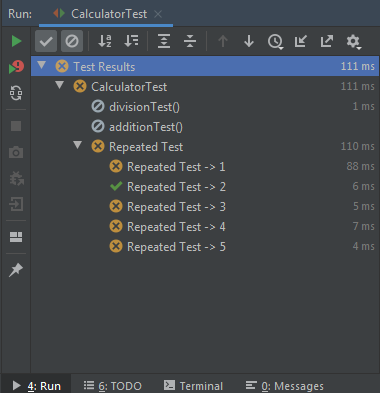 Run: CalculatorTest
Test Results 111 ms
CalculatorTest 111 ms
divisionTest() 1 ms
additionTest()
Repeated Test 110 ms
Repeated Test -> 1 88 ms
Repeated Test -> 2 6 ms
Repeated Test -> 3 5 ms
Repeated Test -> 4 7 ms
Repeated Test -> 5 4 ms
4: Run 6: TODO Terminal 0: Messages